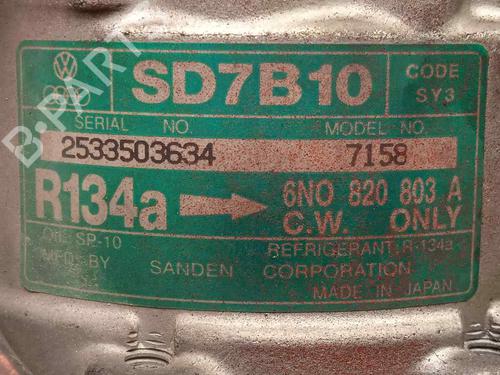 SD7B10
CODE
SY3
SERIAL NO.
MODEL NO.
2533503634
7158
R134a
6N0 820 803 A
C.W. ONLY
OIL SP-10
REFRIGERANT R-134a
MFD BY
SANDEN CORPORATION
MADE IN JAPAN